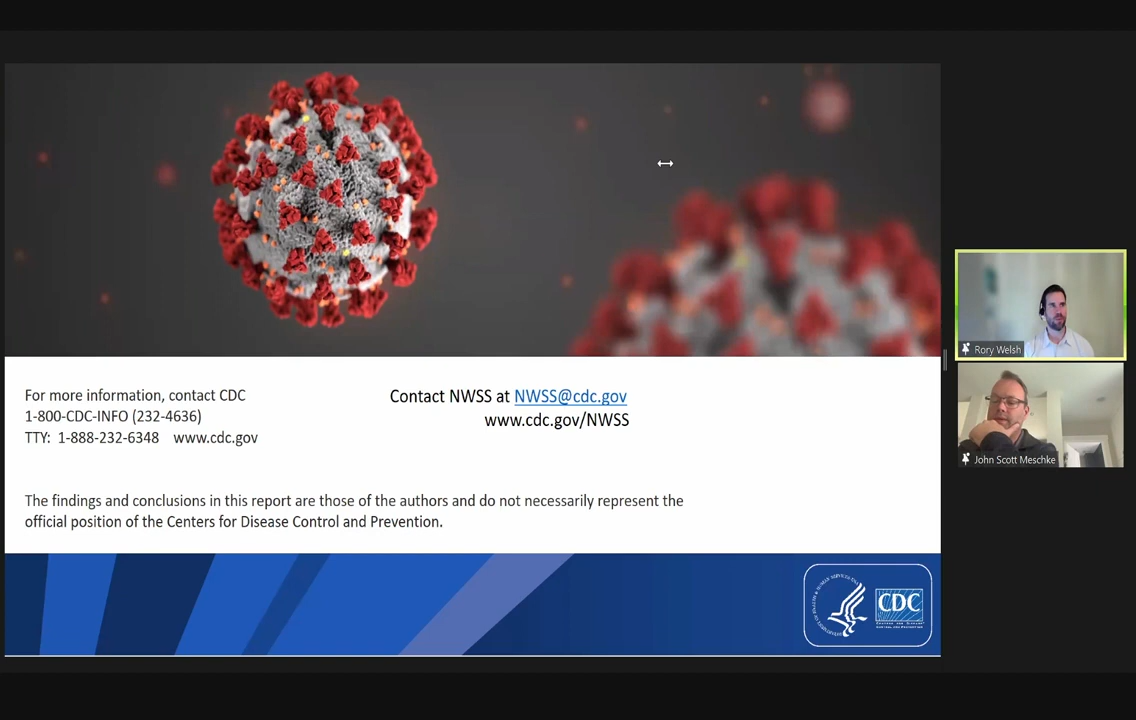 For more information, contact CDC
1-800-CDC-INFO (232-4636)
TTY:  1-888-232-6348    www.cdc.gov
Contact NWSS at NWSS@cdc.gov
www.cdc.gov/NWSS
The findings and conclusions in this report are those of the authors and do not necessarily represent the
official position of the Centers for Disease Control and Prevention.
CDC
Rory Welsh
John Scott Meschke